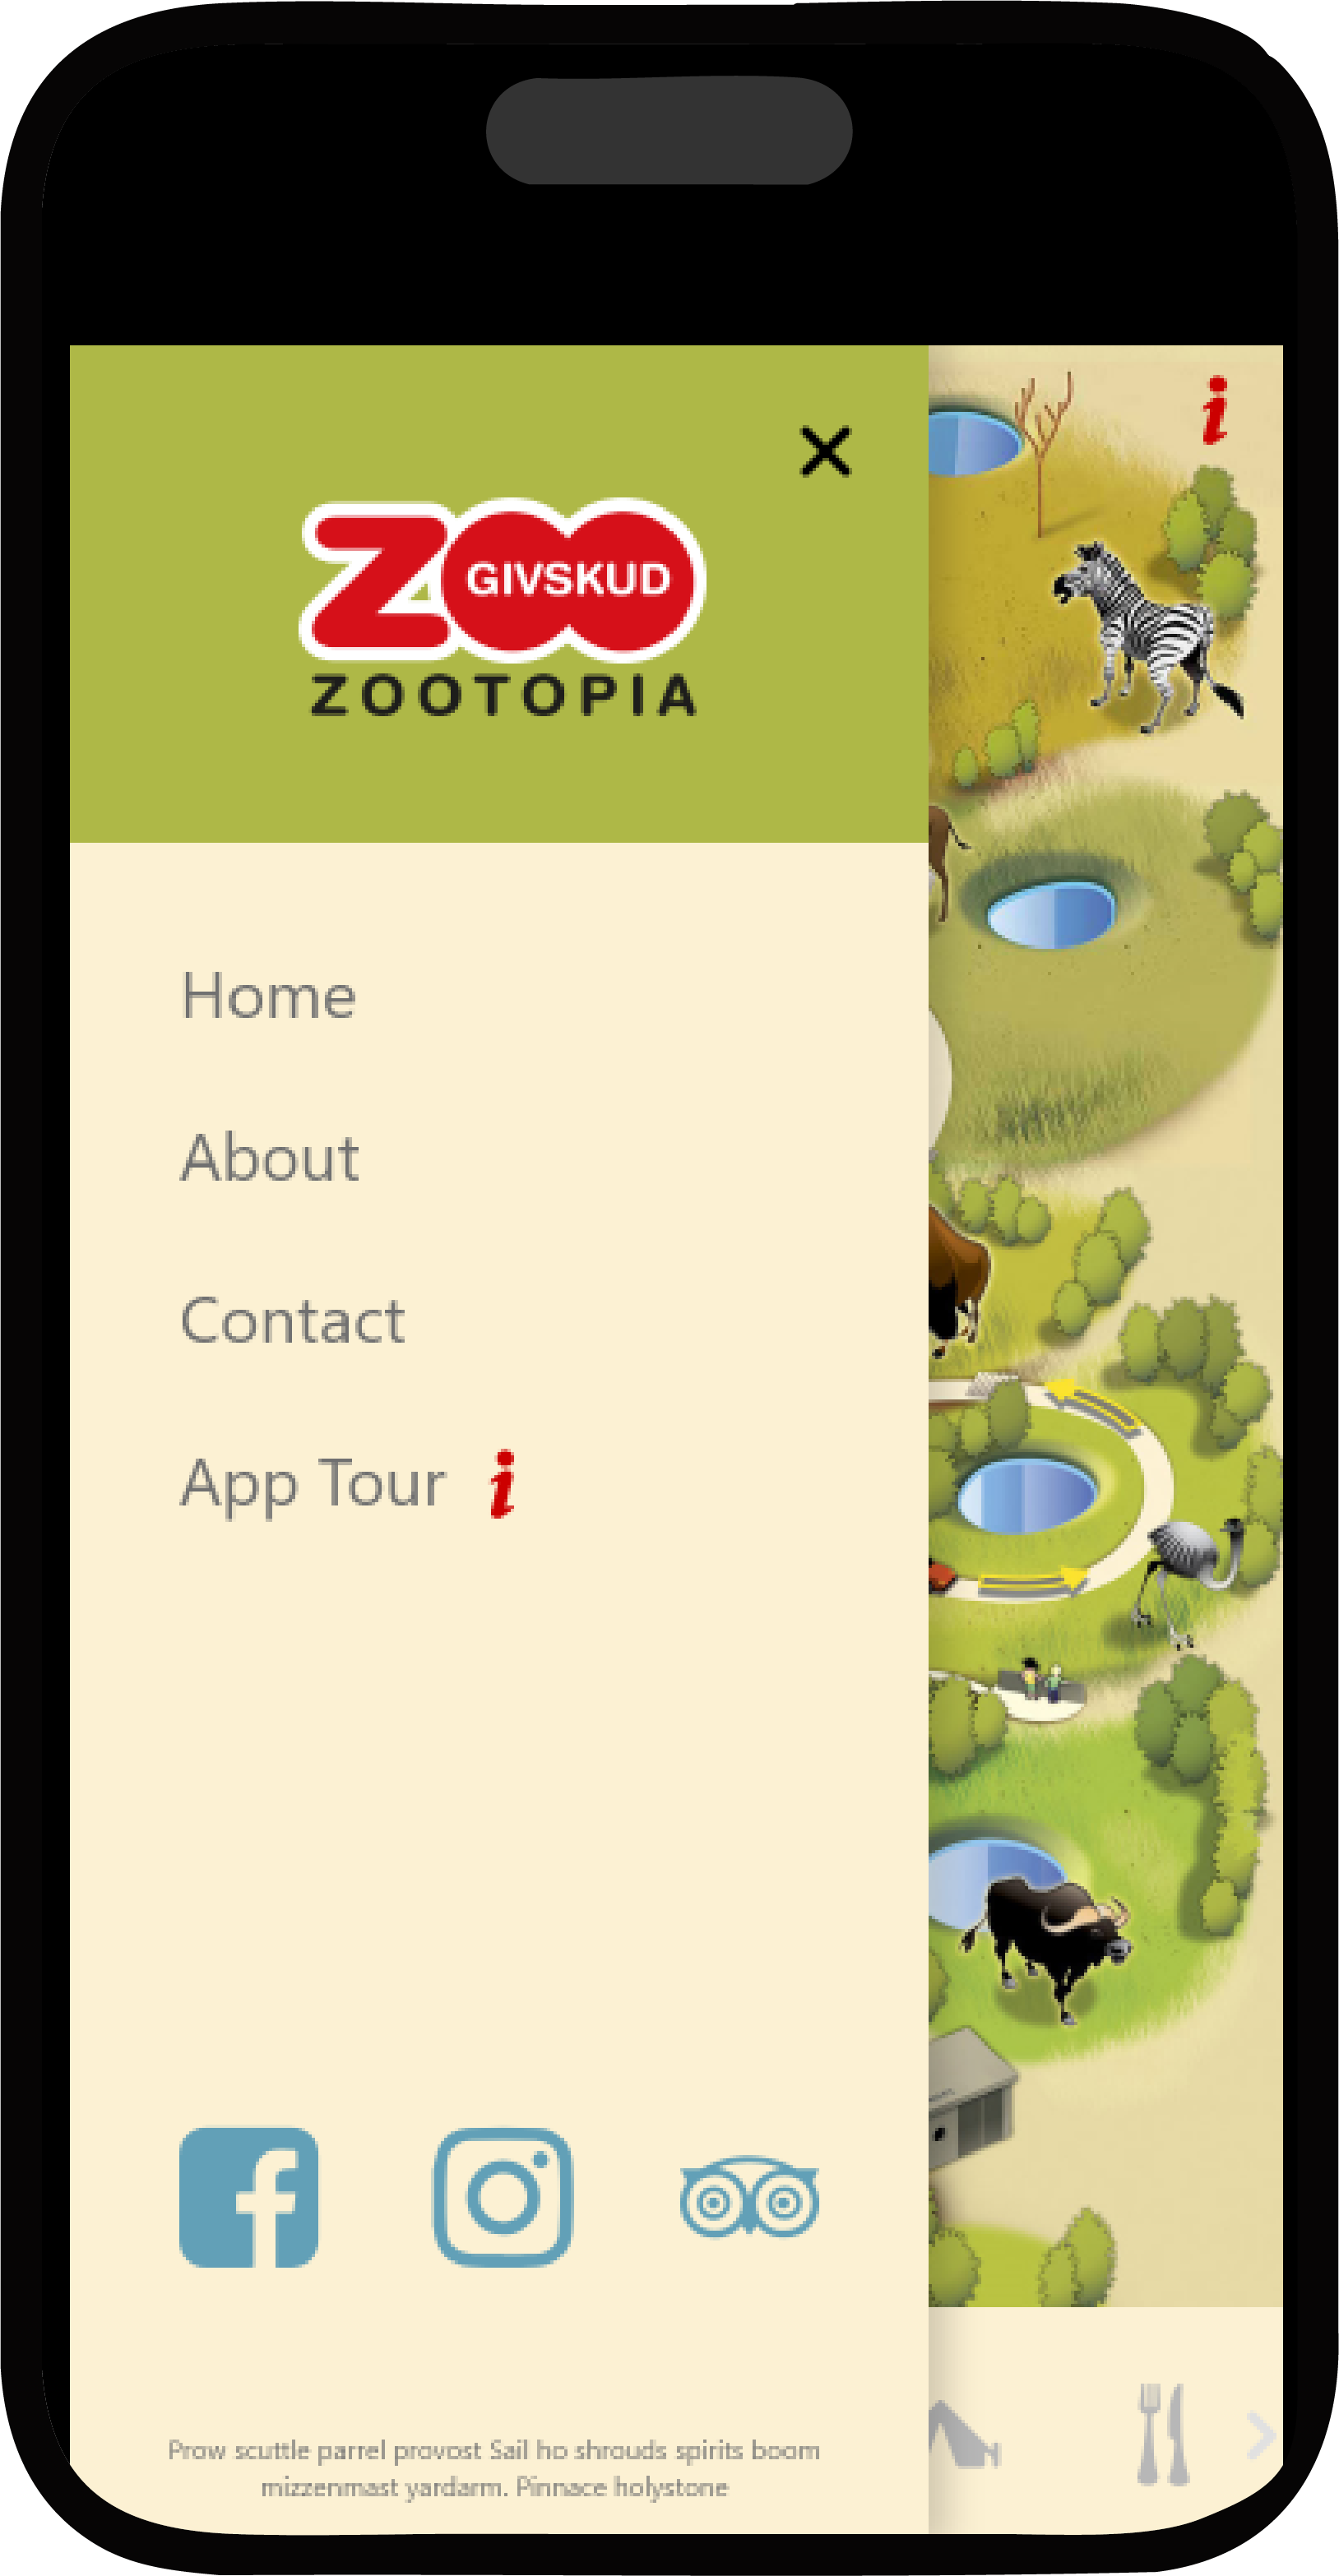 ZOO
GIVSKUD
ZOOTOPIA
Home
About
Contact
App Tour i
Prow scuttle parrel provost Sail ho shrouds spirits boom
mizzenmast yardarm. Pinnace holystone
i